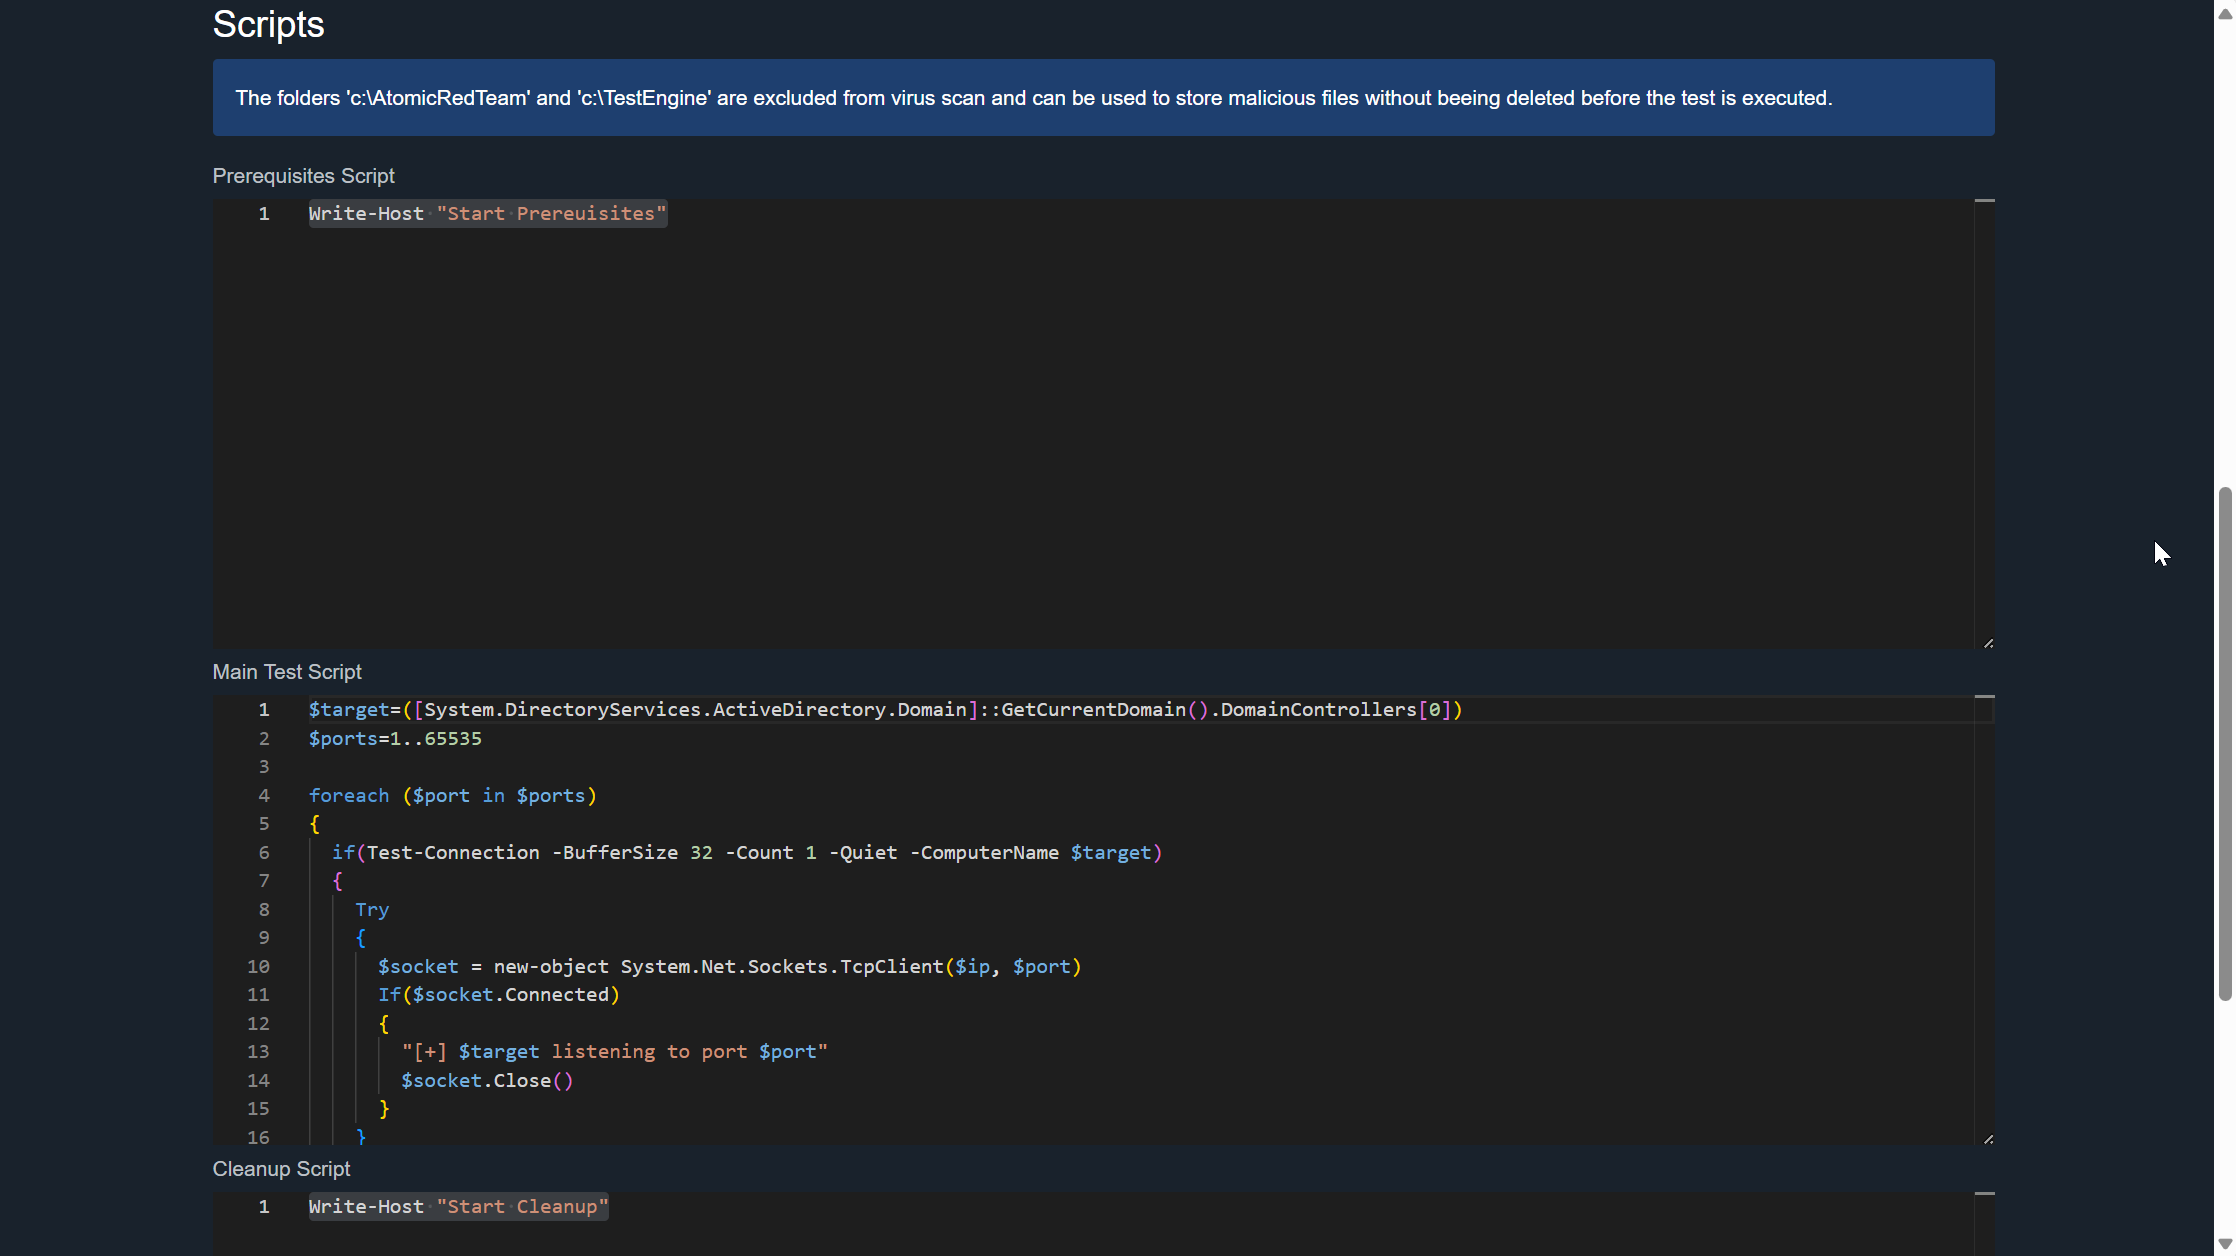 Scripts
The folders 'c:\AtomicRedTeam' and 'c:\TestEngine' are excluded from virus scan and can be used to store malicious files without beeing deleted before the test is executed.
Prerequisites Script
1 Write-Host "Start Prereuisites"
Main Test Script
1 $target=([System.DirectoryServices.ActiveDirectory.Domain]::GetCurrentDomain().DomainControllers[0])
2 $ports=1..65535
3
4 foreach ($port in $ports)
5 {
6 if(Test-Connection -BufferSize 32 -Count 1 -Quiet -ComputerName $target)
7 {
8 Try
9 {
10 $socket = new-object System.Net.Sockets.TcpClient($ip, $port)
11 If($socket.Connected)
12 {
13 "[+] $target listening to port $port"
14 $socket.Close()
15 }
16 }
Cleanup Script
1 Write-Host "Start Cleanup"